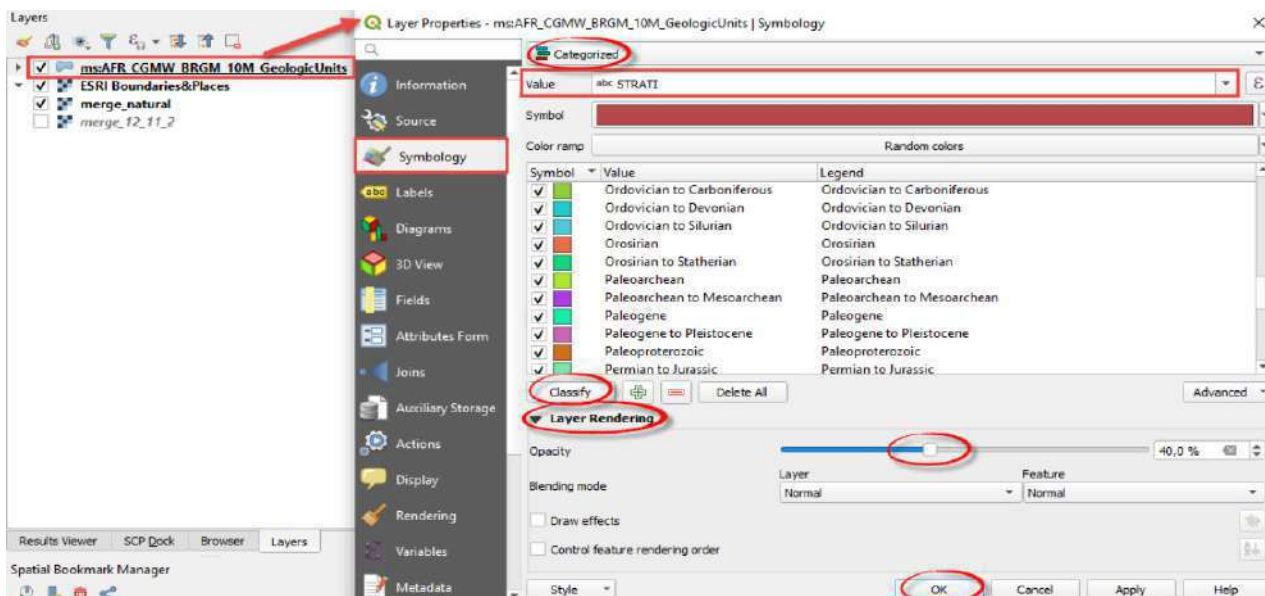 Layers
ms:AFR_CGMW_BRGM_10M_GeologicUnits
ESRI Boundaries&Places
merge_natural
merge_12_11_2
Results Viewer SCP Dock Browser Layers
Spatial Bookmark Manager
Layer Properties - ms:AFR_CGMW_BRGM_10M_GeologicUnits | Symbology
Information
Source
Symbology
abc Labels
Diagrams
3D View
Fields
Attributes Form
Joins
Auxiliary Storage
Actions
Display
Rendering
Variables
Metadata
Categorized
Value abc STRATI ε
Symbol
Color ramp Random colors
Symbol Value Legend
Ordovician to Carboniferous Ordovician to Carboniferous
Ordovician to Devonian Ordovician to Devonian
Ordovician to Silurian Ordovician to Silurian
Orosirian Orosirian
Orosirian to Statherian Orosirian to Statherian
Paleoarchean Paleoarchean
Paleoarchean to Mesoarchean Paleoarchean to Mesoarchean
Paleogene Paleogene
Paleogene to Pleistocene Paleogene to Pleistocene
Paleoproterozoic Paleoproterozoic
Permian to Jurassic Permian to Jurassic
Classify Delete All Advanced
Layer Rendering
Opacity 40,0 %
Layer Feature
Blending mode Normal Normal
Draw effects
Control feature rendering order
Style OK Cancel Apply Help